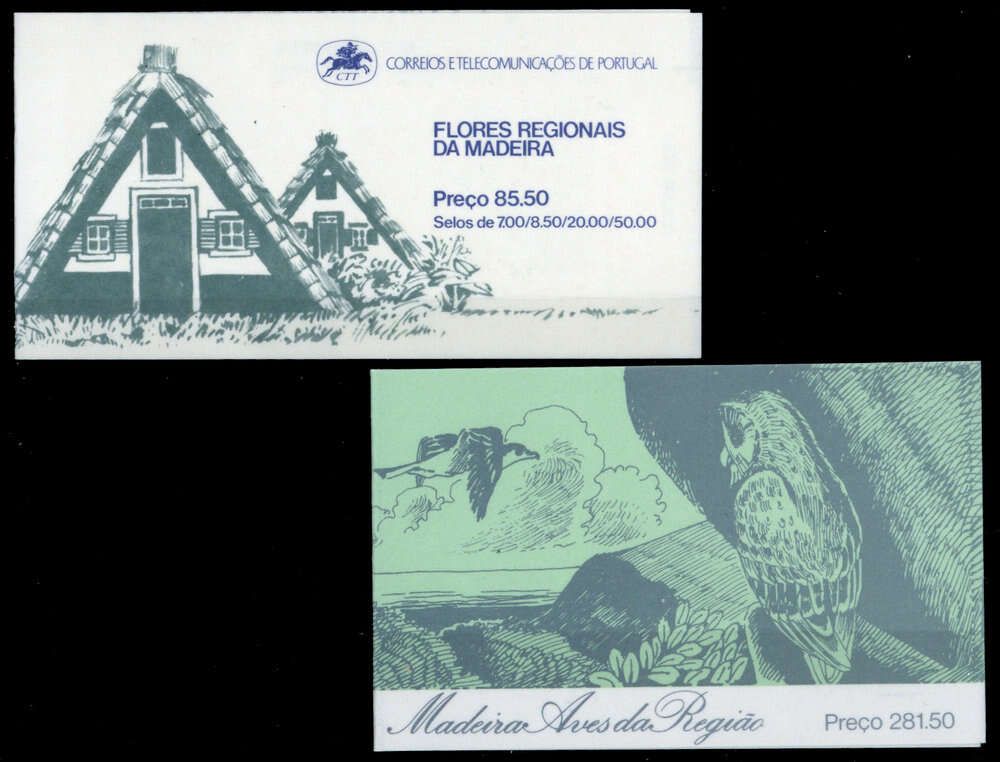 CTT
CORREIOS E TELECOMUNICAÇÕES DE PORTUGAL
FLORES REGIONAIS
DA MADEIRA
Preço 85.50
Selos de 7.00/8.50/20.00/50.00
Madeira Aves da Região
Preço 281.50